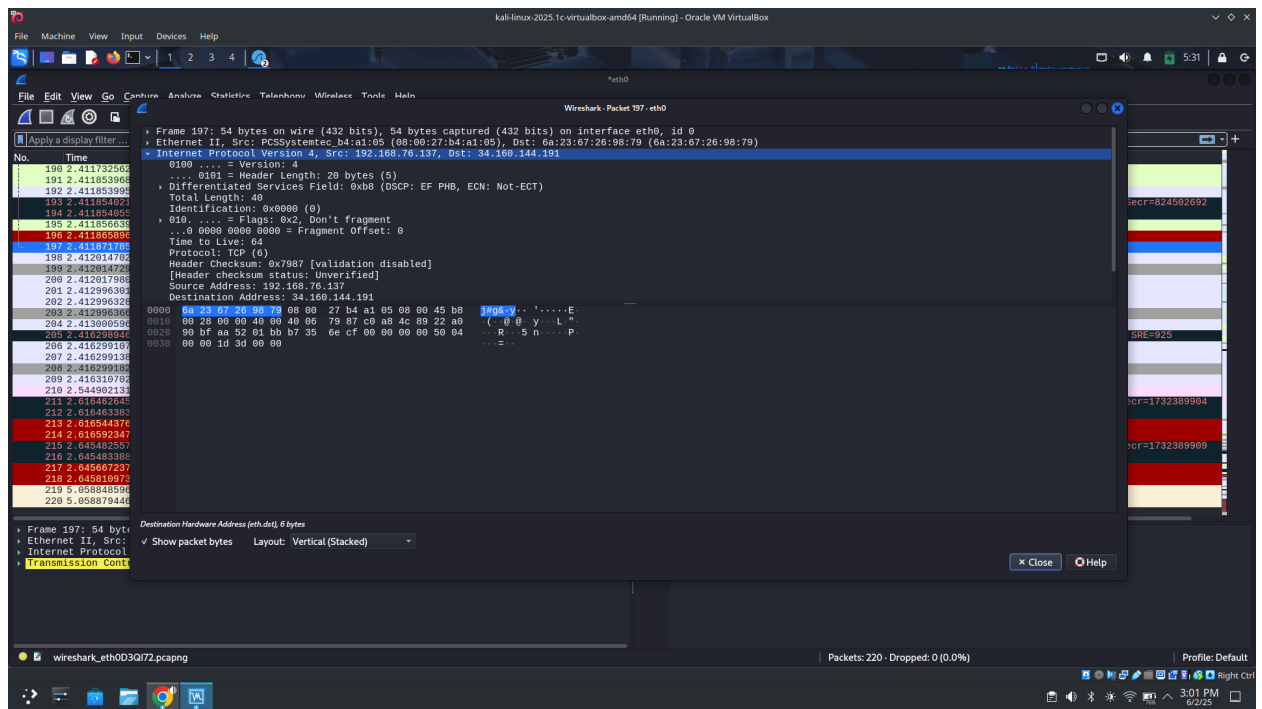 kali-linux-2025.1c-virtualbox-amd64 [Running] - Oracle VM VirtualBox
File Machine View Input Devices Help
1 2 3 4
5:31
*eth0
File Edit View Go Capture Analyze Statistics Telephony Wireless Tools Help
Wireshark · Packet 197 · eth0
Apply a display filter ...
No. Time
190 2.411732562
191 2.411853968
192 2.411853995
193 2.411854021
194 2.411854055
195 2.411856639
196 2.411865896
197 2.411871785
198 2.412014702
199 2.412014729
200 2.412017980
201 2.412996301
202 2.412996328
203 2.412996366
204 2.413000596
205 2.416298946
206 2.416299107
207 2.416299138
208 2.416299182
209 2.416310702
210 2.544902131
211 2.616462645
212 2.616463383
213 2.616544376
214 2.616592347
215 2.645482557
216 2.645483388
217 2.645667237
218 2.645810973
219 5.058848596
220 5.058879446
Secr=824502692
SRE=925
ecr=1732389904
ecr=1732389909
Frame 197: 54 bytes on wire (432 bits), 54 bytes captured (432 bits) on interface eth0, id 0
Ethernet II, Src: PCSSystemtec_b4:a1:05 (08:00:27:b4:a1:05), Dst: 6a:23:67:26:98:79 (6a:23:67:26:98:79)
Internet Protocol Version 4, Src: 192.168.76.137, Dst: 34.160.144.191
0100 .... = Version: 4
.... 0101 = Header Length: 20 bytes (5)
Differentiated Services Field: 0xb8 (DSCP: EF PHB, ECN: Not-ECT)
Total Length: 40
Identification: 0x0000 (0)
010. .... = Flags: 0x2, Don't fragment
...0 0000 0000 0000 = Fragment Offset: 0
Time to Live: 64
Protocol: TCP (6)
Header Checksum: 0x7987 [validation disabled]
[Header checksum status: Unverified]
Source Address: 192.168.76.137
Destination Address: 34.160.144.191
0000 6a 23 67 26 98 79 08 00 27 b4 a1 05 08 00 45 b8 j#g&·y·· '·····E·
0010 00 28 00 00 40 00 40 06 79 87 c0 a8 4c 89 22 a0 ·(··@·@· y···L·"·
0020 90 bf aa 52 01 bb b7 35 6e cf 00 00 00 00 50 04 ···R···5 n·····P·
0030 00 00 1d 3d 00 00 ···=··
Destination Hardware Address (eth.dst), 6 bytes
Show packet bytes Layout: Vertical (Stacked)
Close Help
Frame 197: 54 byte
Ethernet II, Src:
Internet Protocol
Transmission Cont
wireshark_eth0D3QI72.pcapng
Packets: 220 · Dropped: 0 (0.0%)
Profile: Default
Right Ctrl
3:01 PM
6/2/25